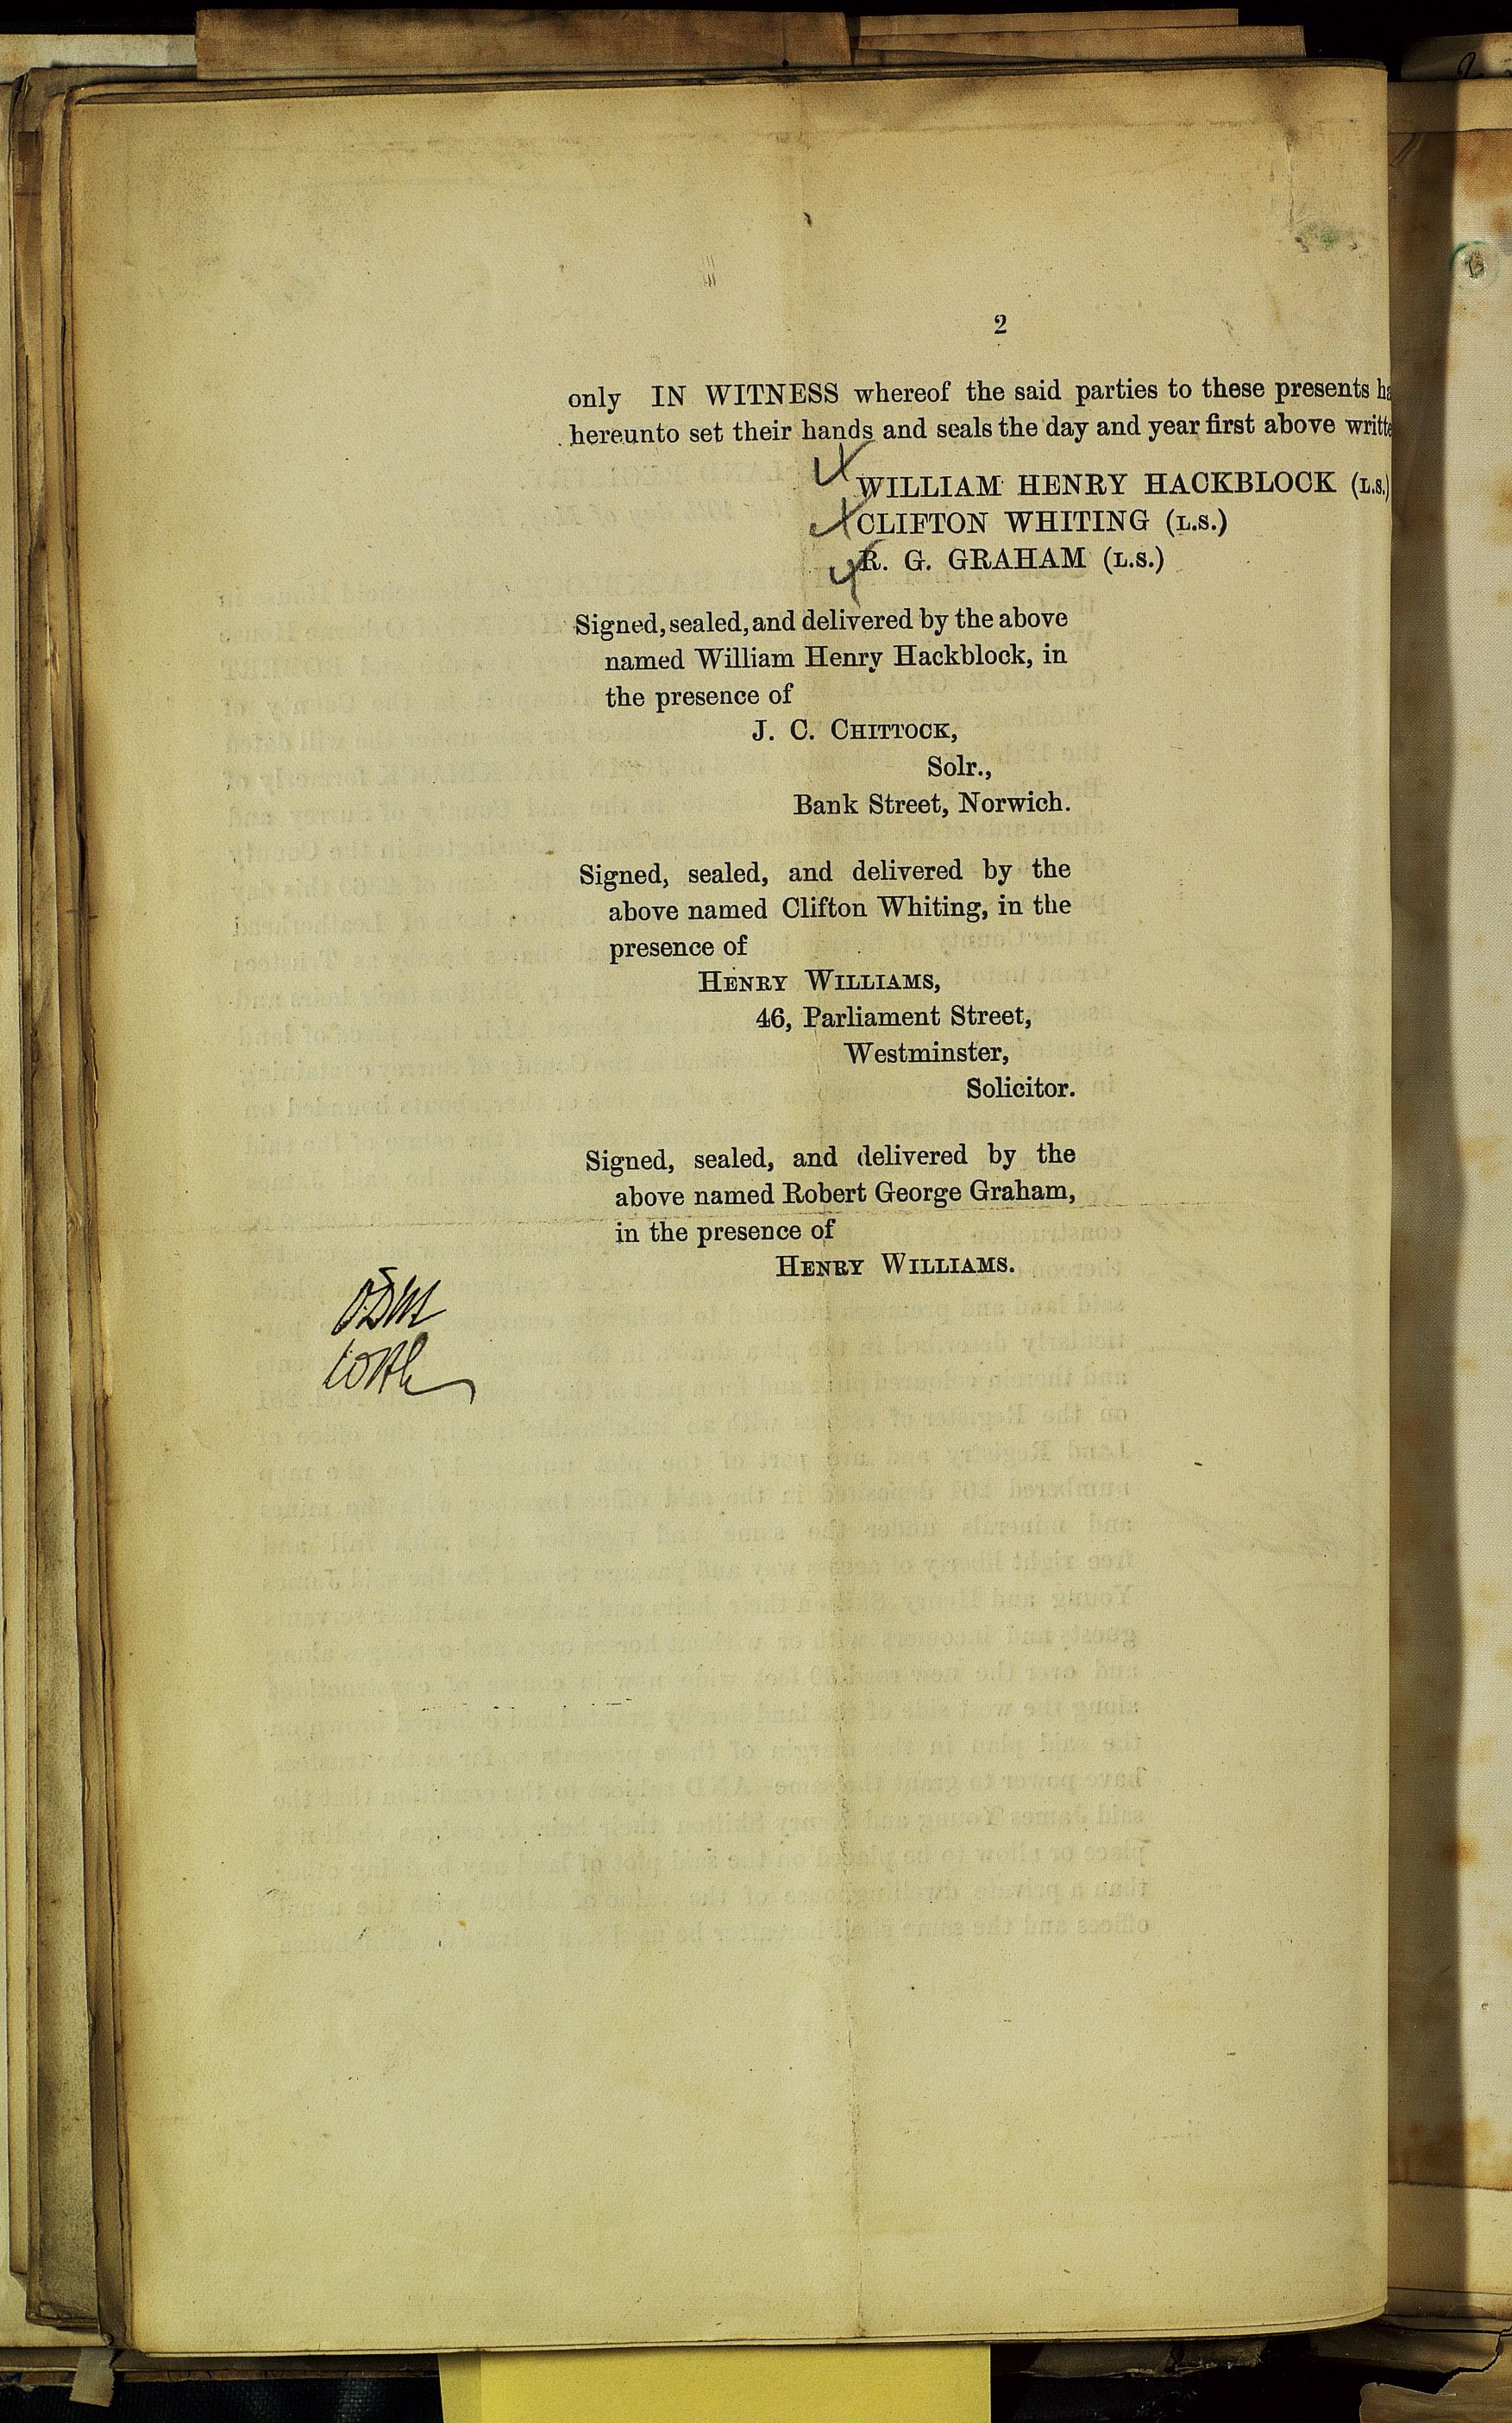 2
only IN WITNESS whereof the said parties to these presents ha
hereunto set their hands and seals the day and year first above writte
WILLIAM HENRY HACKBLOCK (L.S.)
CLIFTON WHITING (L.S.)
R. G. GRAHAM (L.S.)
Signed, sealed, and delivered by the above
named William Henry Hackblock, in
the presence of
J. C. CHITTOCK,
Solr.,
Bank Street, Norwich.
Signed, sealed, and delivered by the
above named Clifton Whiting, in the
presence of
HENRY WILLIAMS,
46, Parliament Street,
Westminster,
Solicitor.
Signed, sealed, and delivered by the
above named Robert George Graham,
in the presence of
HENRY WILLIAMS.